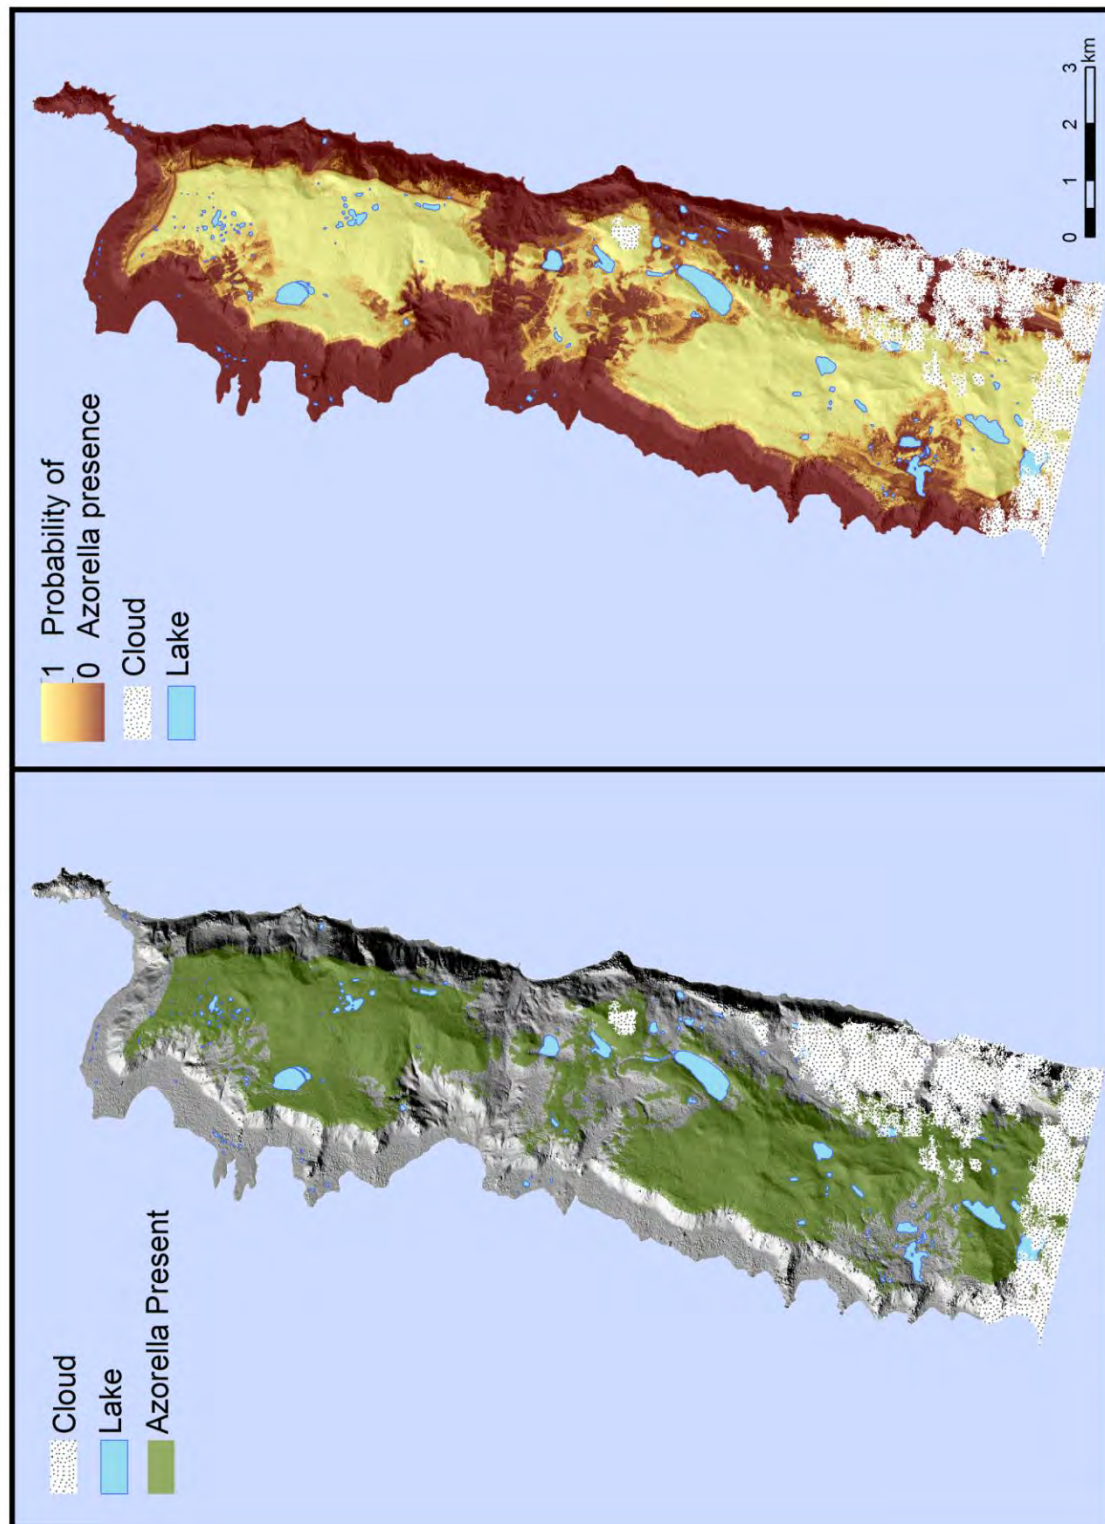 Cloud
Lake
Azorella Present
1 Probability of
0 Azorella presence
Cloud
Lake
0 1 2 3
km